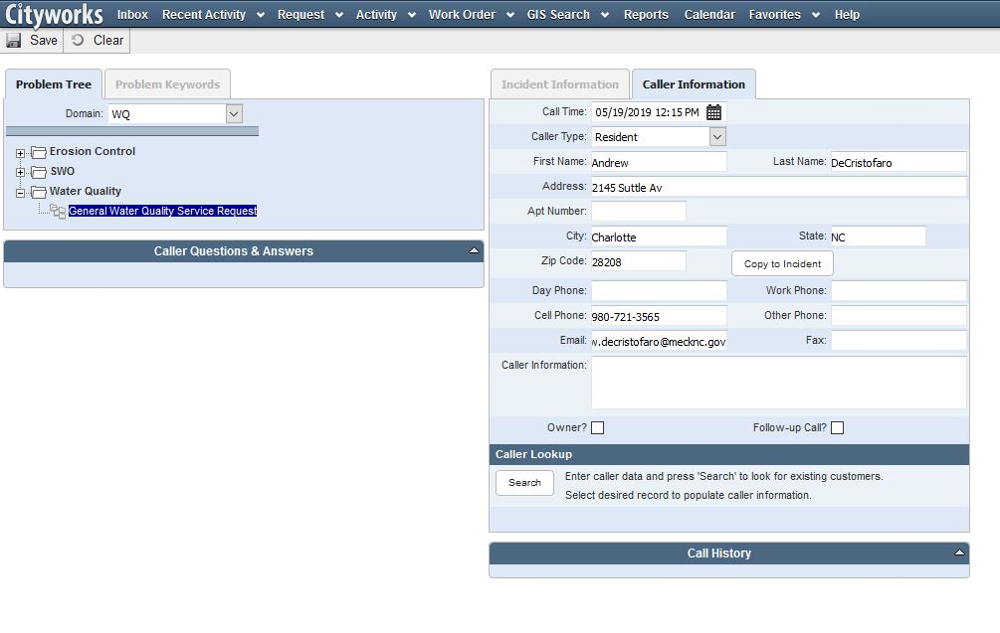 Cityworks Inbox Recent Activity Request Activity Work Order GIS Search Reports Calendar Favorites Help
Save Clear
Problem Tree Problem Keywords
Domain: WQ
Erosion Control
SWO
Water Quality
General Water Quality Service Request
Caller Questions & Answers
Incident Information Caller Information
Call Time: 05/19/2019 12:15 PM
Caller Type: Resident
First Name: Andrew Last Name: DeCristofaro
Address: 2145 Suttle Av
Apt Number:
City: Charlotte State: NC
Zip Code: 28208 Copy to Incident
Day Phone: Work Phone:
Cell Phone: 980-721-3565 Other Phone:
Email: w.decristofaro@mecknc.gov Fax:
Caller Information:
Owner? Follow-up Call?
Caller Lookup
Search Enter caller data and press 'Search' to look for existing customers.
Select desired record to populate caller information.
Call History